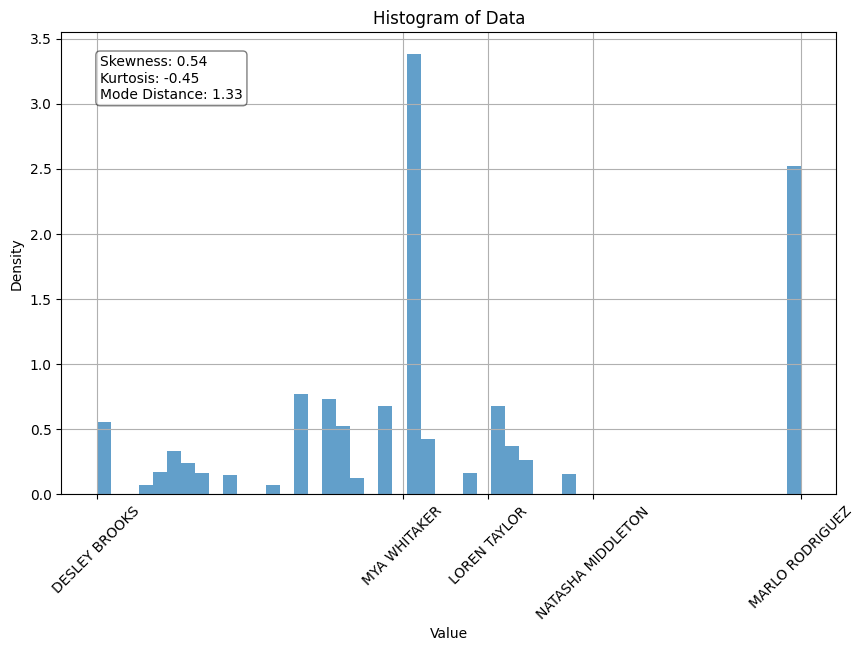 Histogram of Data
Skewness: 0.54
Kurtosis: -0.45
Mode Distance: 1.33
Density
3.5
3.0
2.5
2.0
1.5
1.0
0.5
0.0
DESLEY BROOKS
MYA WHITAKER
LOREN TAYLOR
NATASHA MIDDLETON
MARLO RODRIGUEZ
Value